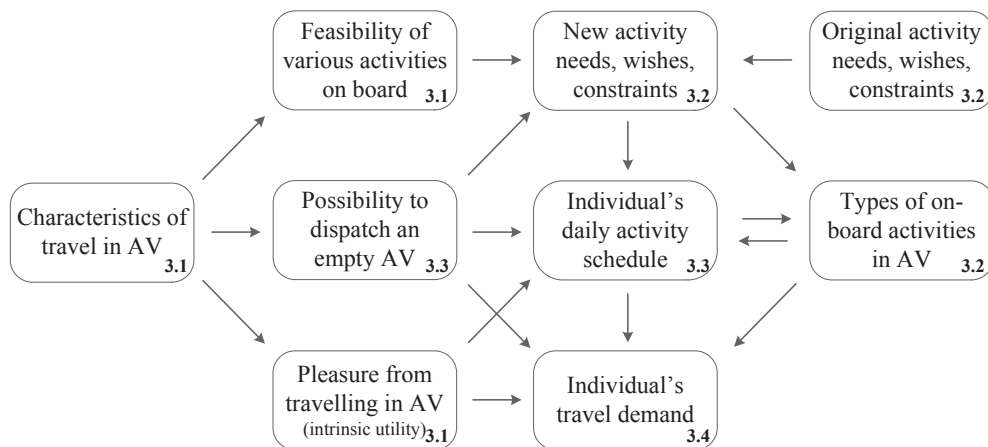 Feasibility of
various activities
on board
3.1
New activity
needs, wishes,
constraints
3.2
Original activity
needs, wishes,
constraints
3.2
Characteristics of
travel in AV
3.1
Possibility to
dispatch an
empty AV
3.3
Individual’s
daily activity
schedule
3.3
Types of on-
board activities
in AV
3.2
Pleasure from
travelling in AV
(intrinsic utility)
3.1
Individual’s
travel demand
3.4